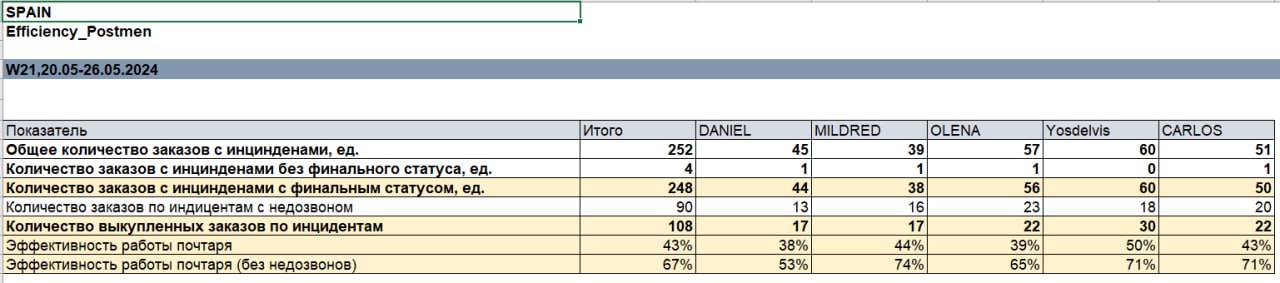 SPAIN
Efficiency_Postmen
W21,20.05-26.05.2024
Показатель Итого DANIEL MILDRED OLENA Yosdelvis CARLOS
Общее количество заказов с инцинденами, ед. 252 45 39 57 60 51
Количество заказов с инцинденами без финального статуса, ед. 4 1 1 1 0 1
Количество заказов с инцинденами с финальным статусом, ед. 248 44 38 56 60 50
Количество заказов по индицентам с недозвоном 90 13 16 23 18 20
Количество выкупленных заказов по инцидентам 108 17 17 22 30 22
Эффективность работы почтаря 43% 38% 44% 39% 50% 43%
Эффективность работы почтаря (без недозвонов) 67% 53% 74% 65% 71% 71%